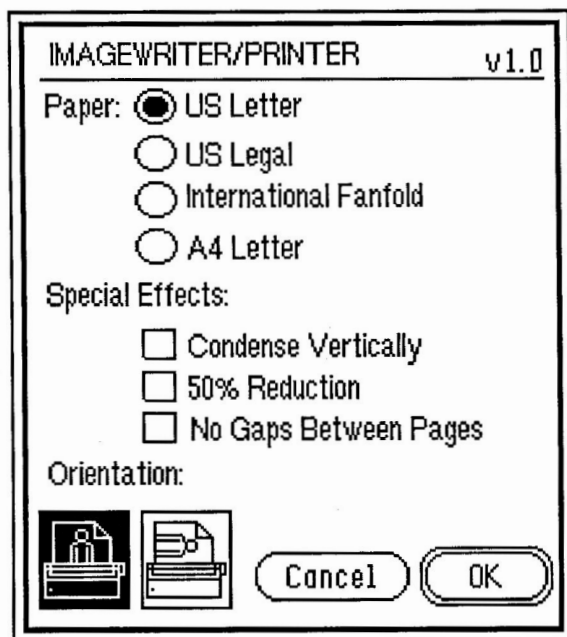 IMAGEWRITER/PRINTER v1.0
Paper: US Letter
US Legal
International Fanfold
A4 Letter
Special Effects:
Condense Vertically
50% Reduction
No Gaps Between Pages
Orientation:
Cancel OK